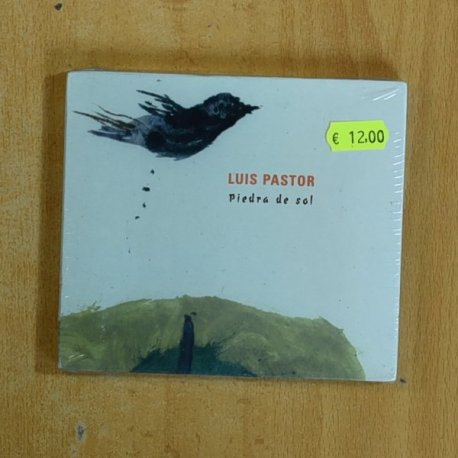 € 12,00
LUIS PASTOR
Piedra de sol